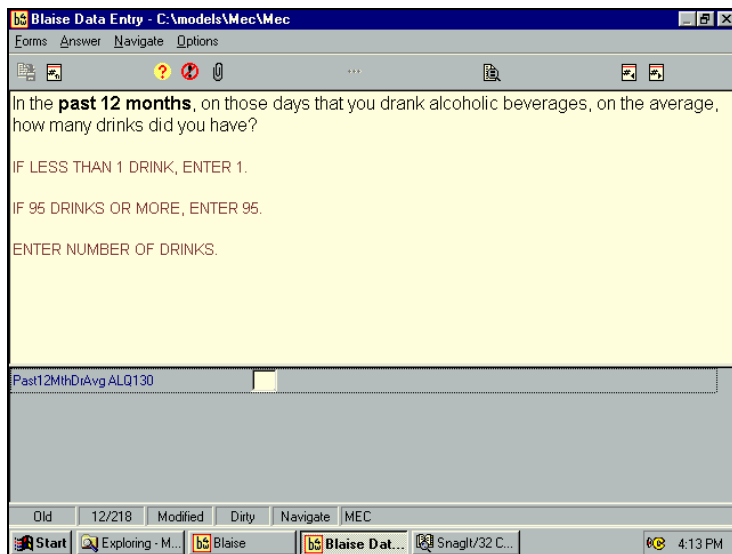 Blaise Data Entry - C:\models\Mec\Mec
Forms Answer Navigate Options
In the past 12 months, on those days that you drank alcoholic beverages, on the average,
how many drinks did you have?
IF LESS THAN 1 DRINK, ENTER 1.
IF 95 DRINKS OR MORE, ENTER 95.
ENTER NUMBER OF DRINKS.
Past12MthDrAvg ALQ130
Old 12/218 Modified Dirty Navigate MEC
Start Exploring - M... Blaise Blaise Dat... SnagIt/32 C... 4:13 PM